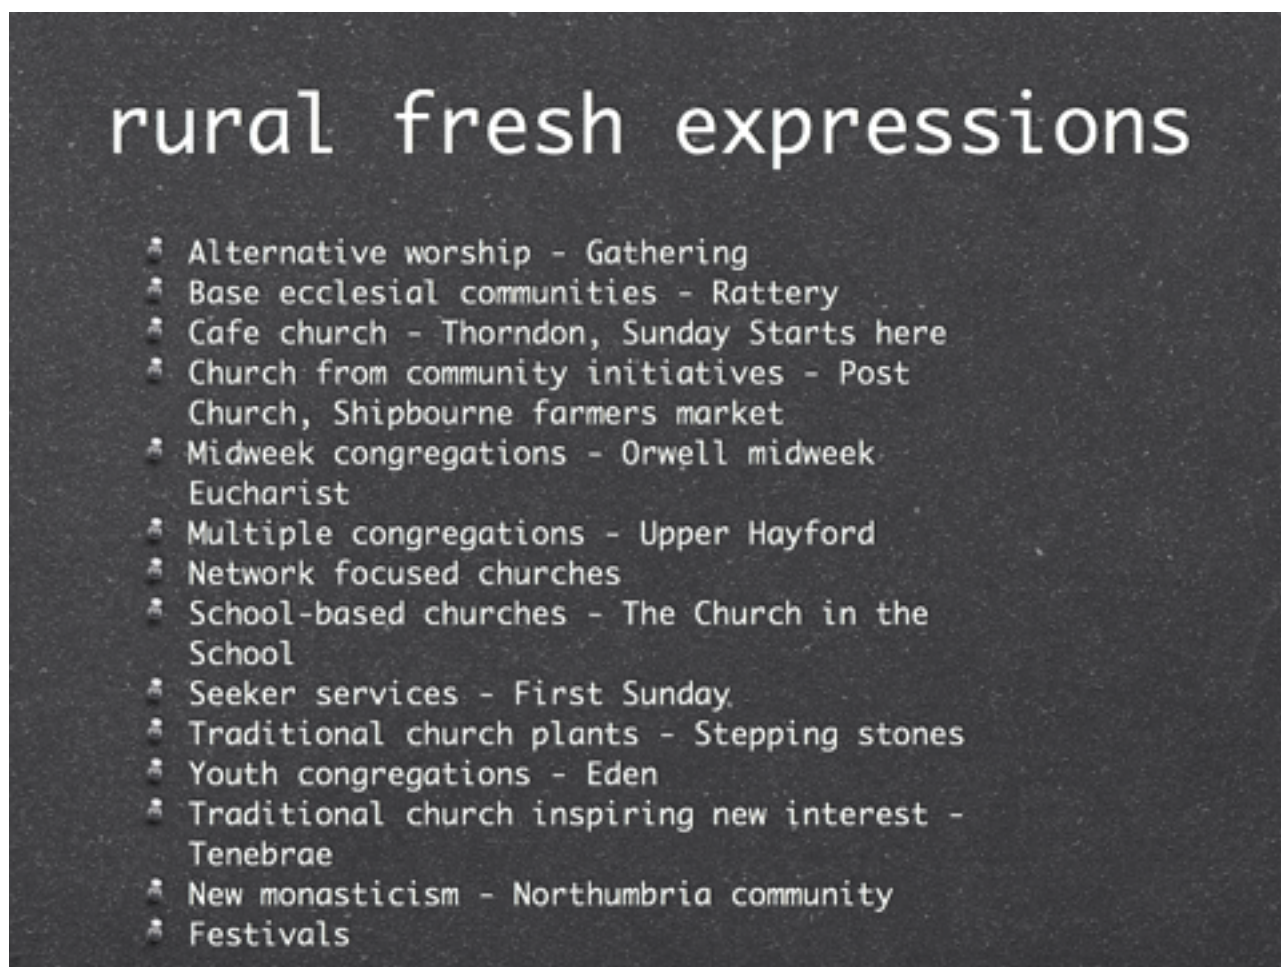 rural fresh expressions
Alternative worship - Gathering
Base ecclesial communities - Rattery
Cafe church - Thorndon, Sunday Starts here
Church from community initiatives - Post
Church, Shipbourne farmers market
Midweek congregations - Orwell midweek
Eucharist
Multiple congregations - Upper Hayford
Network focused churches
School-based churches - The Church in the
School
Seeker services - First Sunday
Traditional church plants - Stepping stones
Youth congregations - Eden
Traditional church inspiring new interest -
Tenebrae
New monasticism - Northumbria community
Festivals